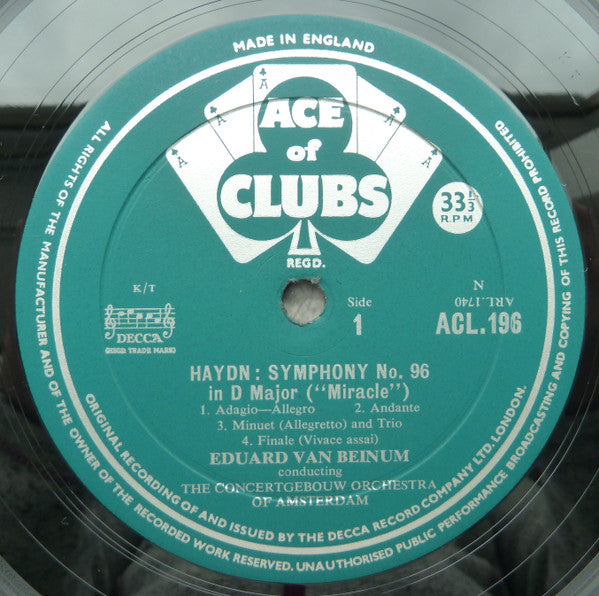 MADE IN ENGLAND
ALL RIGHTS OF THE MANUFACTURER AND OF THE OWNER OF THE RECORDED WORK RESERVED. UNAUTHORISED PUBLIC PERFORMANCE BROADCASTING AND COPYING OF THIS RECORD PROHIBITED
A
A
A
A
ACE
of
CLUBS
REGD.
33 1/3
R.P.M
K/T
DECCA
(REGD TRADE MARK)
Side
1
N
ARL.1740
ACL.196
HAYDN: SYMPHONY No. 96
in D Major ("Miracle")
1. Adagio—Allegro 2. Andante
3. Minuet (Allegretto) and Trio
4. Finale (Vivace assai)
EDUARD VAN BEINUM
conducting
THE CONCERTGEBOUW ORCHESTRA
OF AMSTERDAM
ORIGINAL RECORDING OF AND ISSUED BY THE DECCA RECORD COMPANY LTD. LONDON.